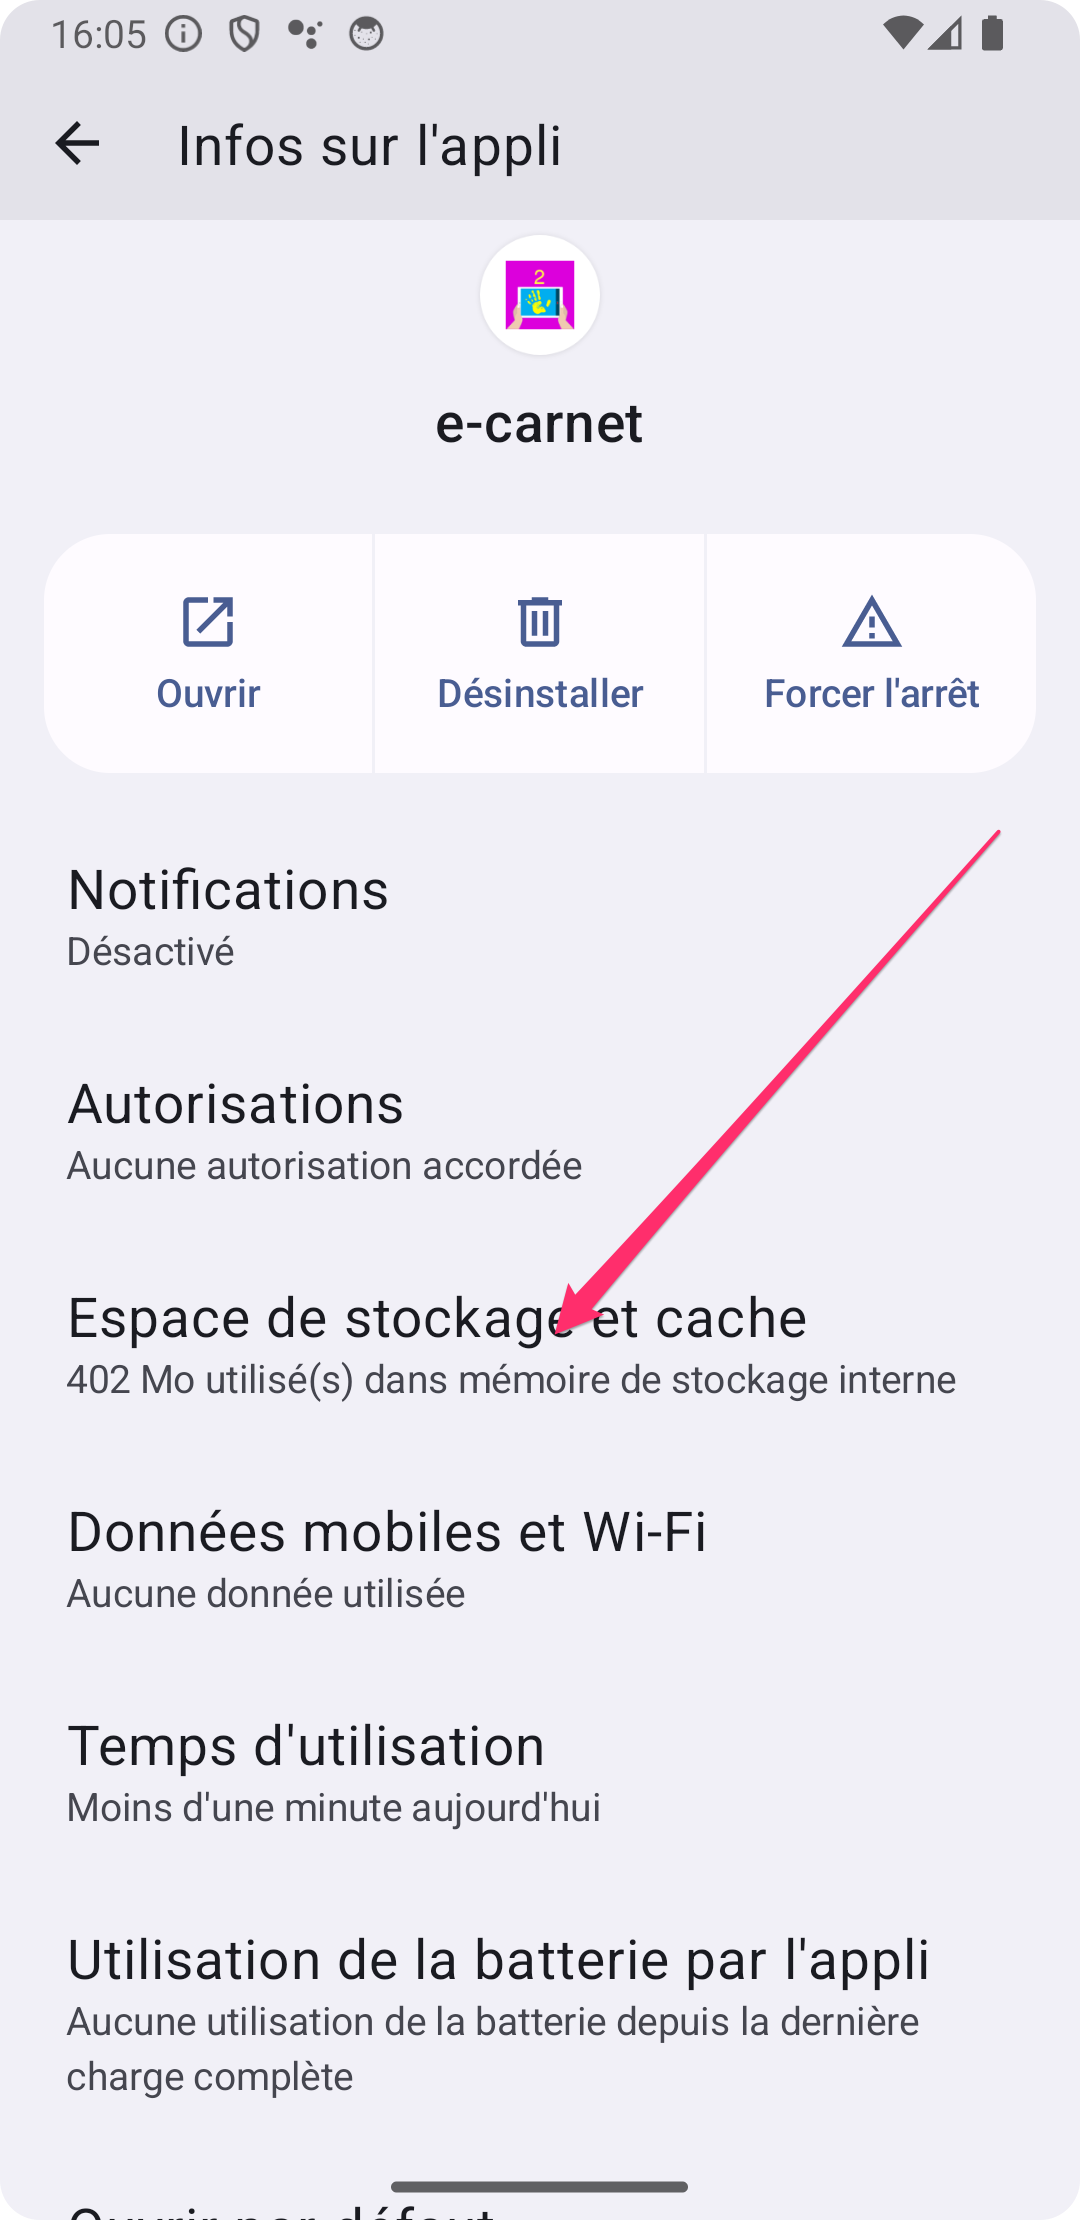 16:05
Infos sur l'appli
2
e-carnet
Ouvrir
Désinstaller
Forcer l'arrêt
Notifications
Désactivé
Autorisations
Aucune autorisation accordée
Espace de stockage et cache
402 Mo utilisé(s) dans mémoire de stockage interne
Données mobiles et Wi-Fi
Aucune donnée utilisée
Temps d'utilisation
Moins d'une minute aujourd'hui
Utilisation de la batterie par l'appli
Aucune utilisation de la batterie depuis la dernière
charge complète
Ouvrir par défaut